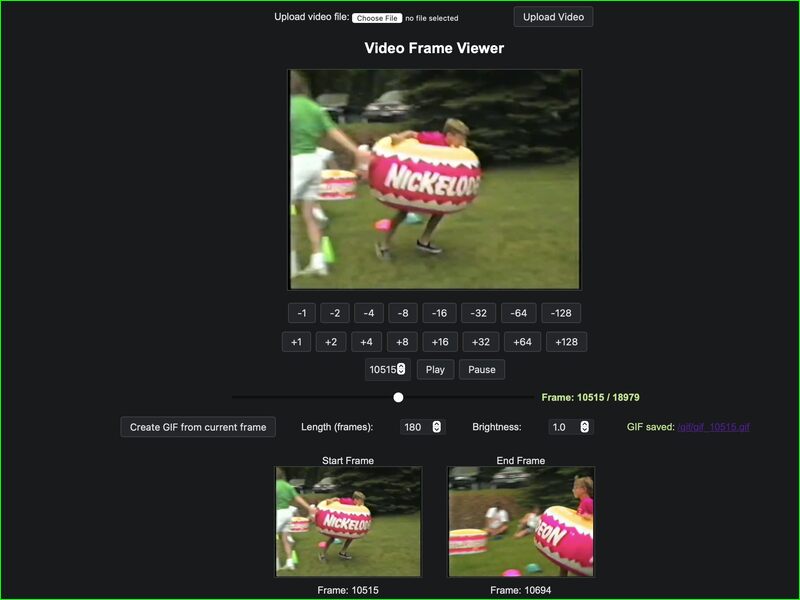 Upload video file: Choose File no file selected Upload Video
Video Frame Viewer
NICKELODE
-1 -2 -4 -8 -16 -32 -64 -128
+1 +2 +4 +8 +16 +32 +64 +128
10515 Play Pause
Frame: 10515 / 18979
Create GIF from current frame Length (frames): 180 Brightness: 1.0 GIF saved: /gif/gif_10515.gif
Start Frame End Frame
NICKELOD
DEON
Frame: 10515 Frame: 10694